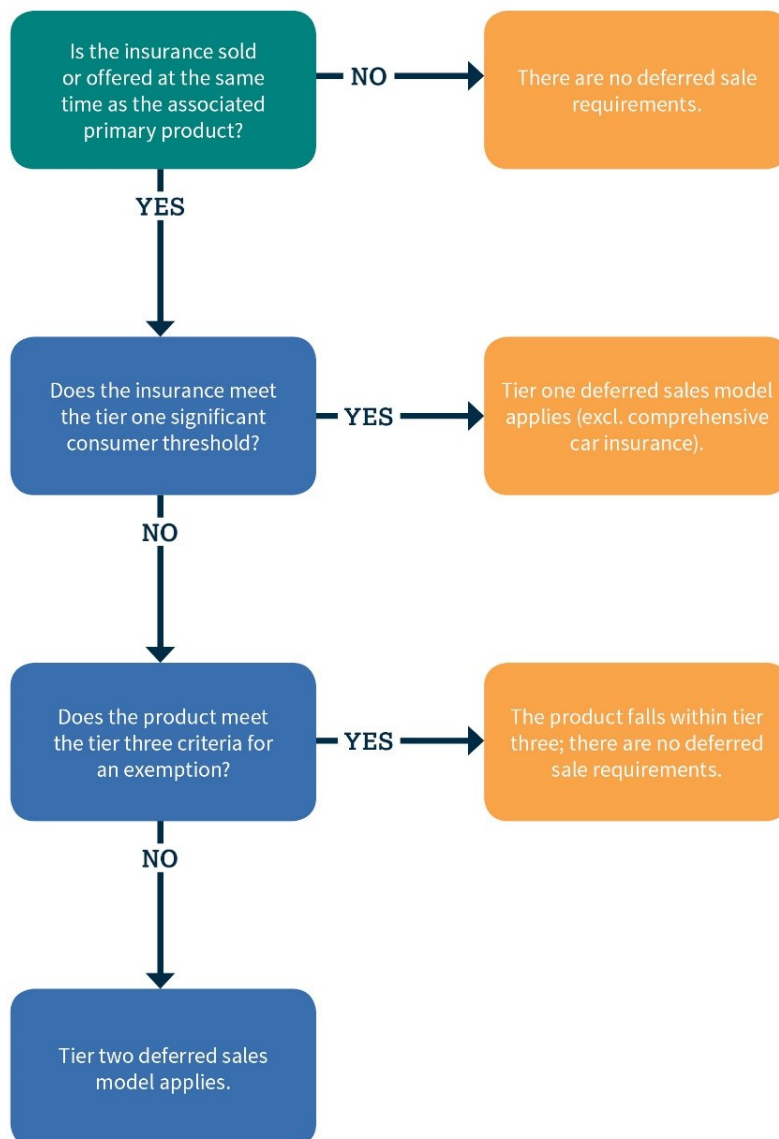 Is the insurance sold
or offered at the same
time as the associated
primary product?
NO
There are no deferred sale
requirements.
YES
Does the insurance meet
the tier one significant
consumer threshold?
YES
Tier one deferred sales model
applies (excl. comprehensive
car insurance).
NO
Does the product meet
the tier three criteria for
an exemption?
YES
The product falls within tier
three; there are no deferred
sale requirements.
NO
Tier two deferred sales
model applies.